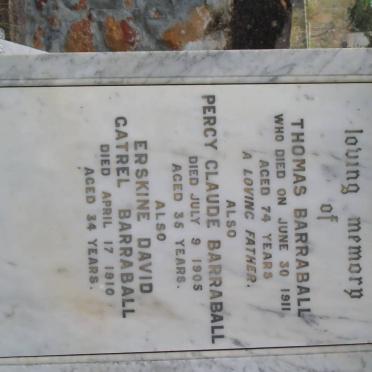 loving memory
of
THOMAS BARRABALL
WHO DIED ON JUNE 30 1911
AGED 74 YEARS
A LOVING FATHER.
ALSO
PERCY CLAUDE BARRABALL
DIED JULY 9 1905
AGED 35 YEARS.
ALSO
ERSKINE DAVID
GATREL BARRABALL
DIED APRIL 17 1910
AGED 34 YEARS.